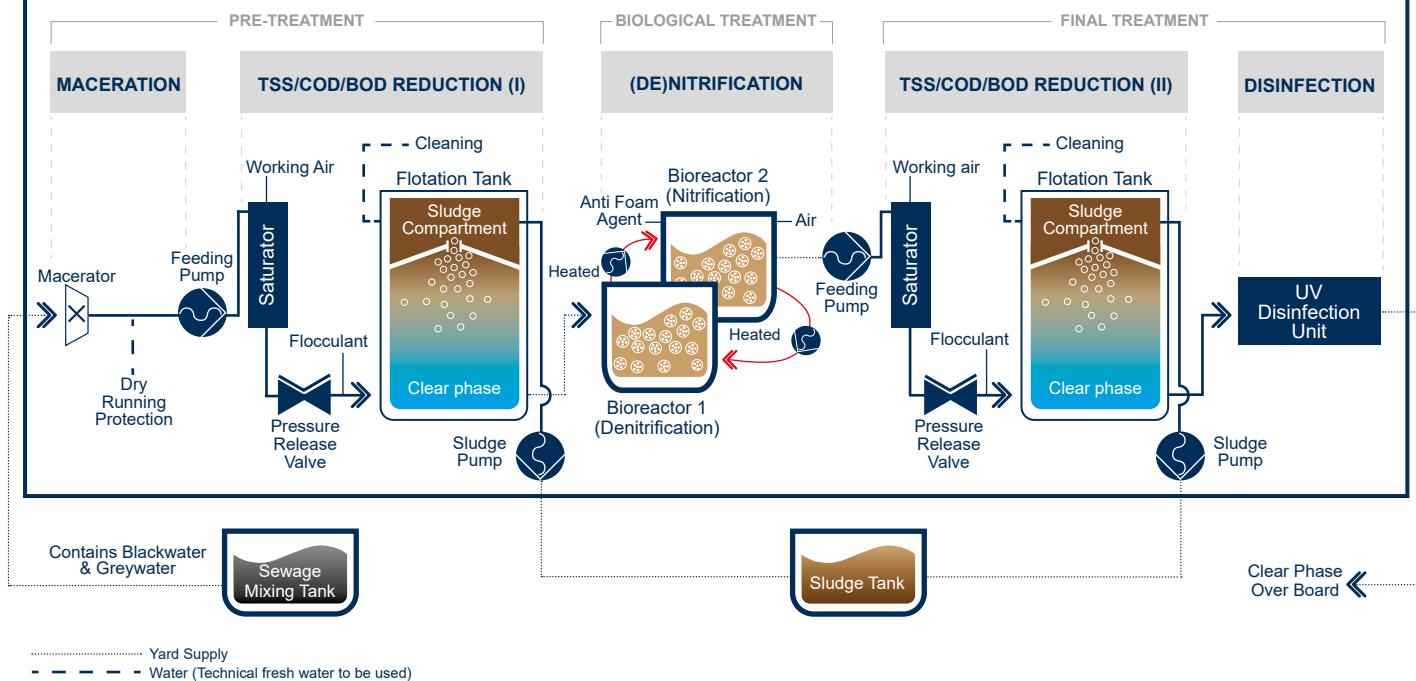 PRE-TREATMENT
BIOLOGICAL TREATMENT
FINAL TREATMENT
MACERATION
TSS/COD/BOD REDUCTION (I)
(DE)NITRIFICATION
TSS/COD/BOD REDUCTION (II)
DISINFECTION
Macerator
Dry
Running
Protection
Feeding
Pump
Working Air
Saturator
Pressure
Release
Valve
Flocculant
Cleaning
Flotation Tank
Sludge
Compartment
Clear phase
Sludge
Pump
Heated
Anti Foam
Agent
Bioreactor 2
(Nitrification)
Air
Heated
Bioreactor 1
(Denitrification)
Feeding
Pump
Working air
Saturator
Pressure
Release
Valve
Flocculant
Cleaning
Flotation Tank
Sludge
Compartment
Clear phase
Sludge
Pump
UV
Disinfection
Unit
Contains Blackwater
& Greywater
Sewage
Mixing Tank
Sludge Tank
Clear Phase
Over Board
Yard Supply
Water (Technical fresh water to be used)